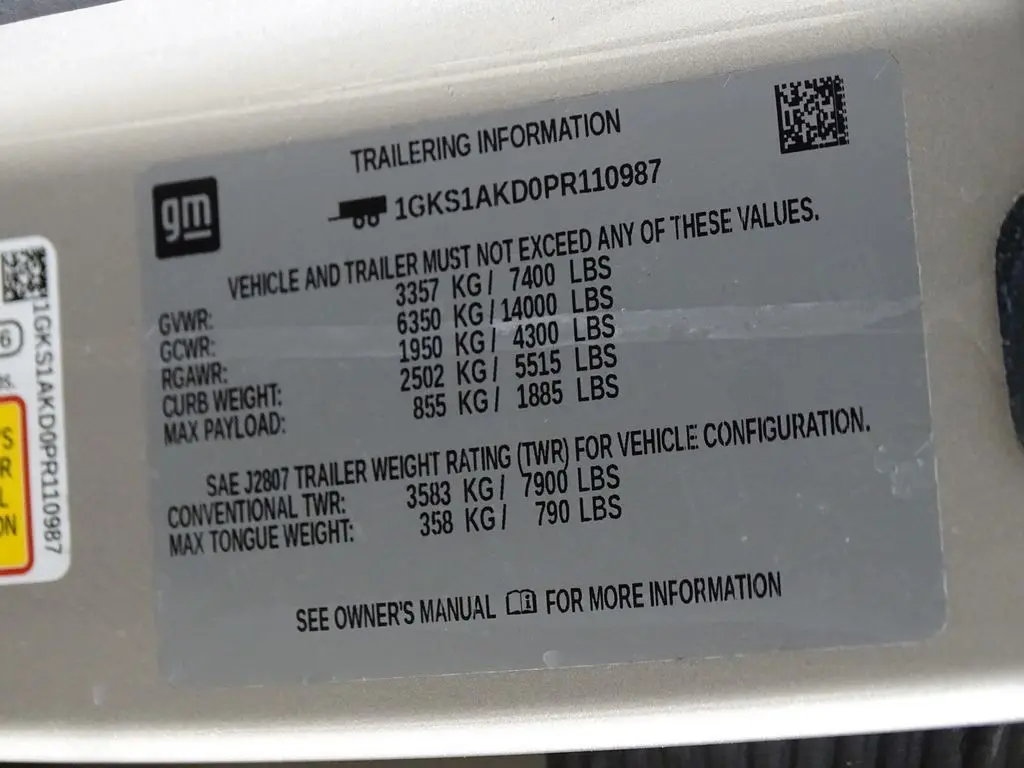 TRAILERING INFORMATION
gm
1GKS1AKD0PR110987
VEHICLE AND TRAILER MUST NOT EXCEED ANY OF THESE VALUES.
GVWR: 3357 KG / 7400 LBS
GCWR: 6350 KG / 14000 LBS
RGAWR: 1950 KG / 4300 LBS
CURB WEIGHT: 2502 KG / 5515 LBS
MAX PAYLOAD: 855 KG / 1885 LBS
SAE J2807 TRAILER WEIGHT RATING (TWR) FOR VEHICLE CONFIGURATION.
CONVENTIONAL TWR: 3583 KG / 7900 LBS
MAX TONGUE WEIGHT: 358 KG / 790 LBS
SEE OWNER'S MANUAL FOR MORE INFORMATION
1GKS1AKD0PR110987
6